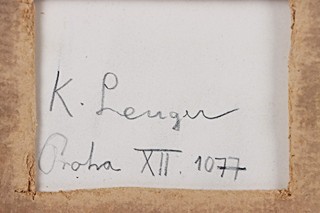 K. Lenger
Praha XII. 1077